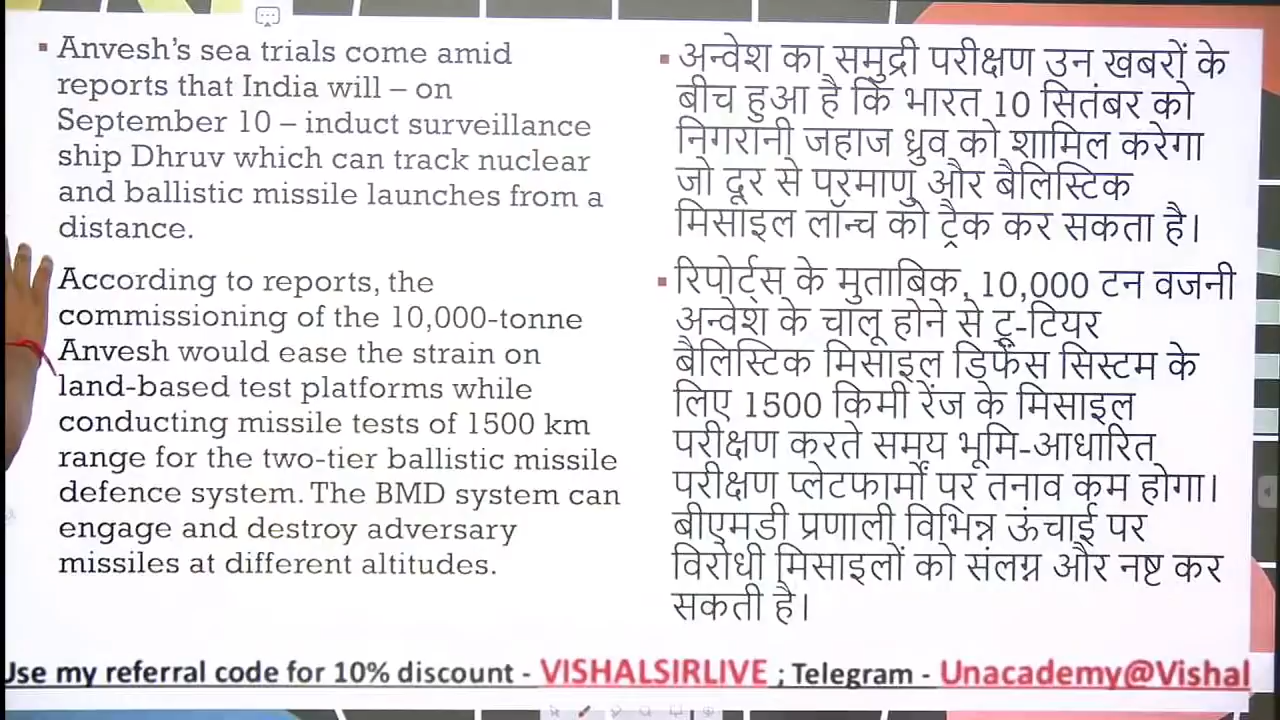 ▪ Anvesh’s sea trials come amid
reports that India will – on
September 10 – induct surveillance
ship Dhruv which can track nuclear
and ballistic missile launches from a
distance.
According to reports, the
commissioning of the 10,000-tonne
Anvesh would ease the strain on
land-based test platforms while
conducting missile tests of 1500 km
range for the two-tier ballistic missile
defence system. The BMD system can
engage and destroy adversary
missiles at different altitudes.
▪ अन्वेश का समुद्री परीक्षण उन खबरों के
बीच हुआ है कि भारत 10 सितंबर को
निगरानी जहाज ध्रुव को शामिल करेगा
जो दूर से परमाणु और बैलिस्टिक
मिसाइल लॉन्च को ट्रैक कर सकता है।
▪ रिपोर्ट्स के मुताबिक, 10,000 टन वजनी
अन्वेश के चालू होने से टू-टियर
बैलिस्टिक मिसाइल डिफेंस सिस्टम के
लिए 1500 किमी रेंज के मिसाइल
परीक्षण करते समय भूमि-आधारित
परीक्षण प्लेटफार्मों पर तनाव कम होगा।
बीएमडी प्रणाली विभिन्न ऊंचाई पर
विरोधी मिसाइलों को संलग्न और नष्ट कर
सकती है।
Use my referral code for 10% discount - VISHALSIRLIVE ; Telegram - Unacademy@Vishal